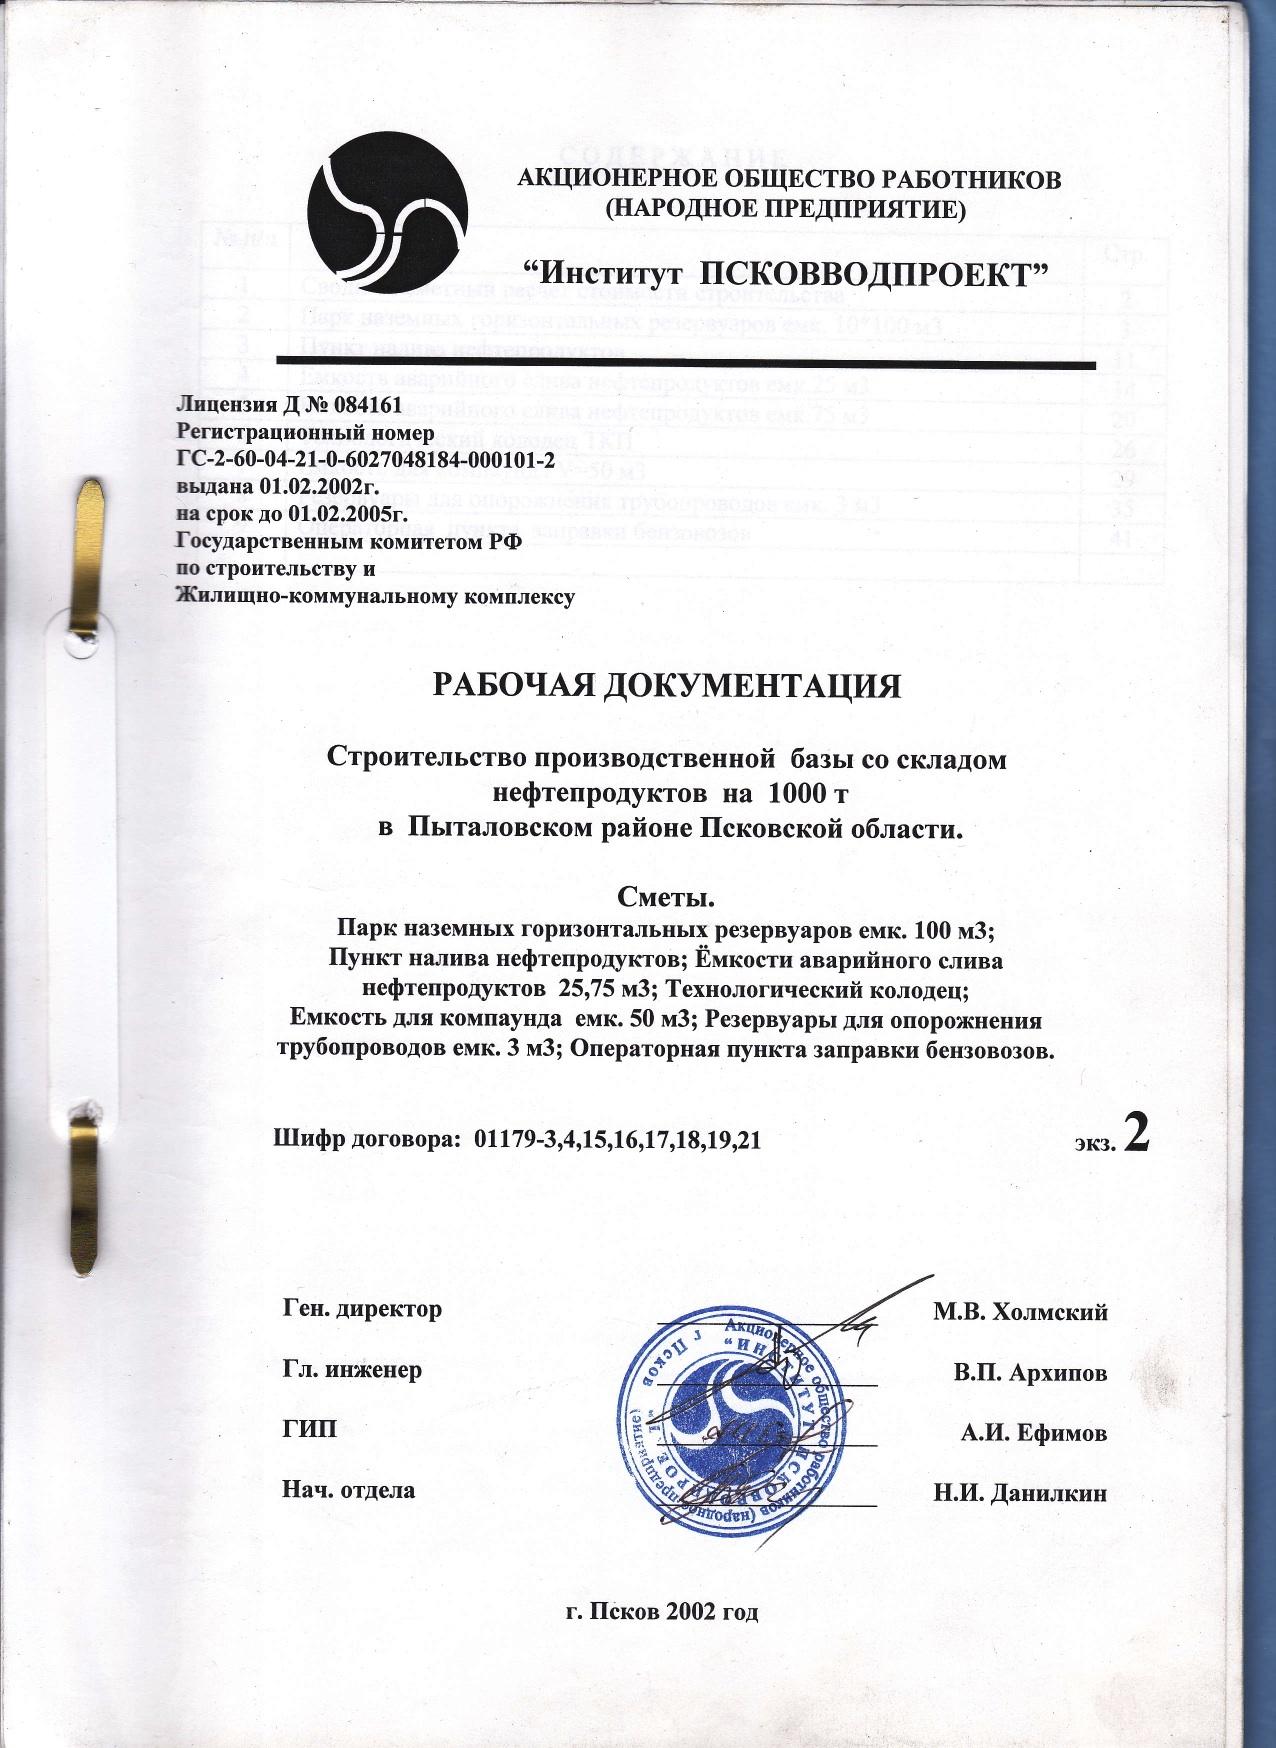 АКЦИОНЕРНОЕ ОБЩЕСТВО РАБОТНИКОВ
(НАРОДНОЕ ПРЕДПРИЯТИЕ)
“Институт ПСКОВВОДПРОЕКТ”
Лицензия Д № 084161
Регистрационный номер
ГС-2-60-04-21-0-6027048184-000101-2
выдана 01.02.2002г.
на срок до 01.02.2005г.
Государственным комитетом РФ
по строительству и
Жилищно-коммунальному комплексу
РАБОЧАЯ ДОКУМЕНТАЦИЯ
Строительство производственной базы со складом
нефтепродуктов на 1000 т
в Пыталовском районе Псковской области.
Сметы.
Парк наземных горизонтальных резервуаров емк. 100 м3;
Пункт налива нефтепродуктов; Ёмкости аварийного слива
нефтепродуктов 25,75 м3; Технологический колодец;
Емкость для компаунда емк. 50 м3; Резервуары для опорожнения
трубопроводов емк. 3 м3; Операторная пункта заправки бензовозов.
Шифр договора: 01179-3,4,15,16,17,18,19,21 экз. 2
Ген. директор М.В. Холмский
Гл. инженер В.П. Архипов
ГИП А.И. Ефимов
Нач. отдела Н.И. Данилкин
Акционерное общество работников (народное предприятие) г Псков
г. Псков 2002 год